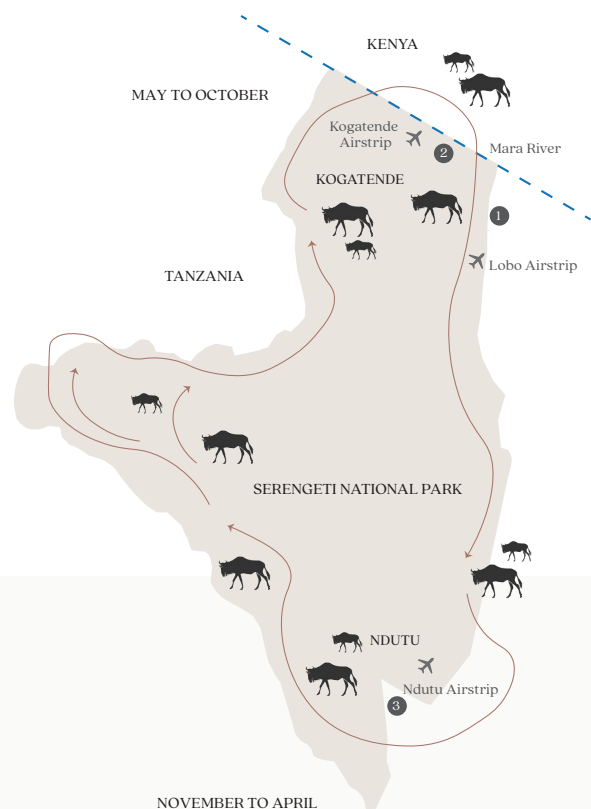 KENYA
MAY TO OCTOBER
Kogatende
Airstrip
2
Mara River
KOGATENDE
1
TANZANIA
Lobo Airstrip
SERENGETI NATIONAL PARK
NDUTU
Ndutu Airstrip
3
NOVEMBER TO APRIL